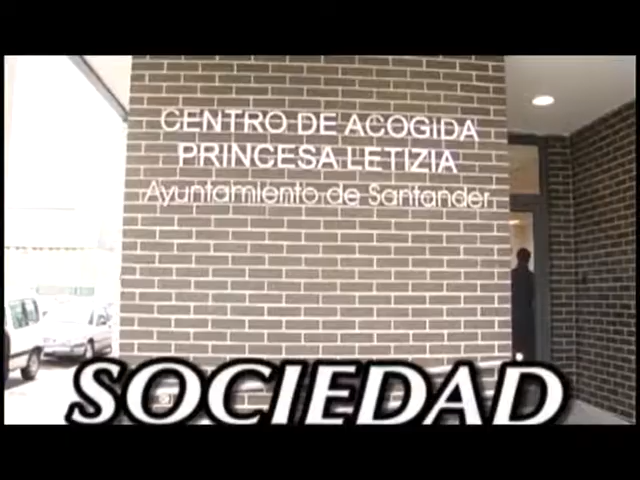 CENTRO DE ACOGIDA
PRINCESA LETIZIA
Ayuntamiento de Santander
SOCIEDAD